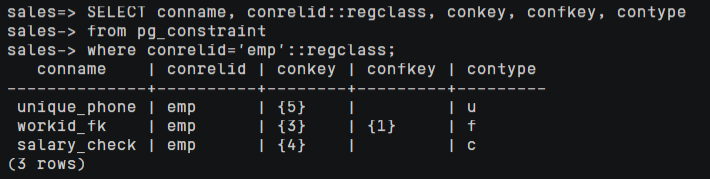 sales=> SELECT conname, conrelid::regclass, conkey, confkey, contype
sales-> from pg_constraint
sales-> where conrelid='emp'::regclass;
   conname    | conrelid | conkey | confkey | contype
--------------+----------+--------+---------+---------
 unique_phone | emp      | {5}    |         | u
 workid_fk    | emp      | {3}    | {1}     | f
 salary_check | emp      | {4}    |         | c
(3 rows)